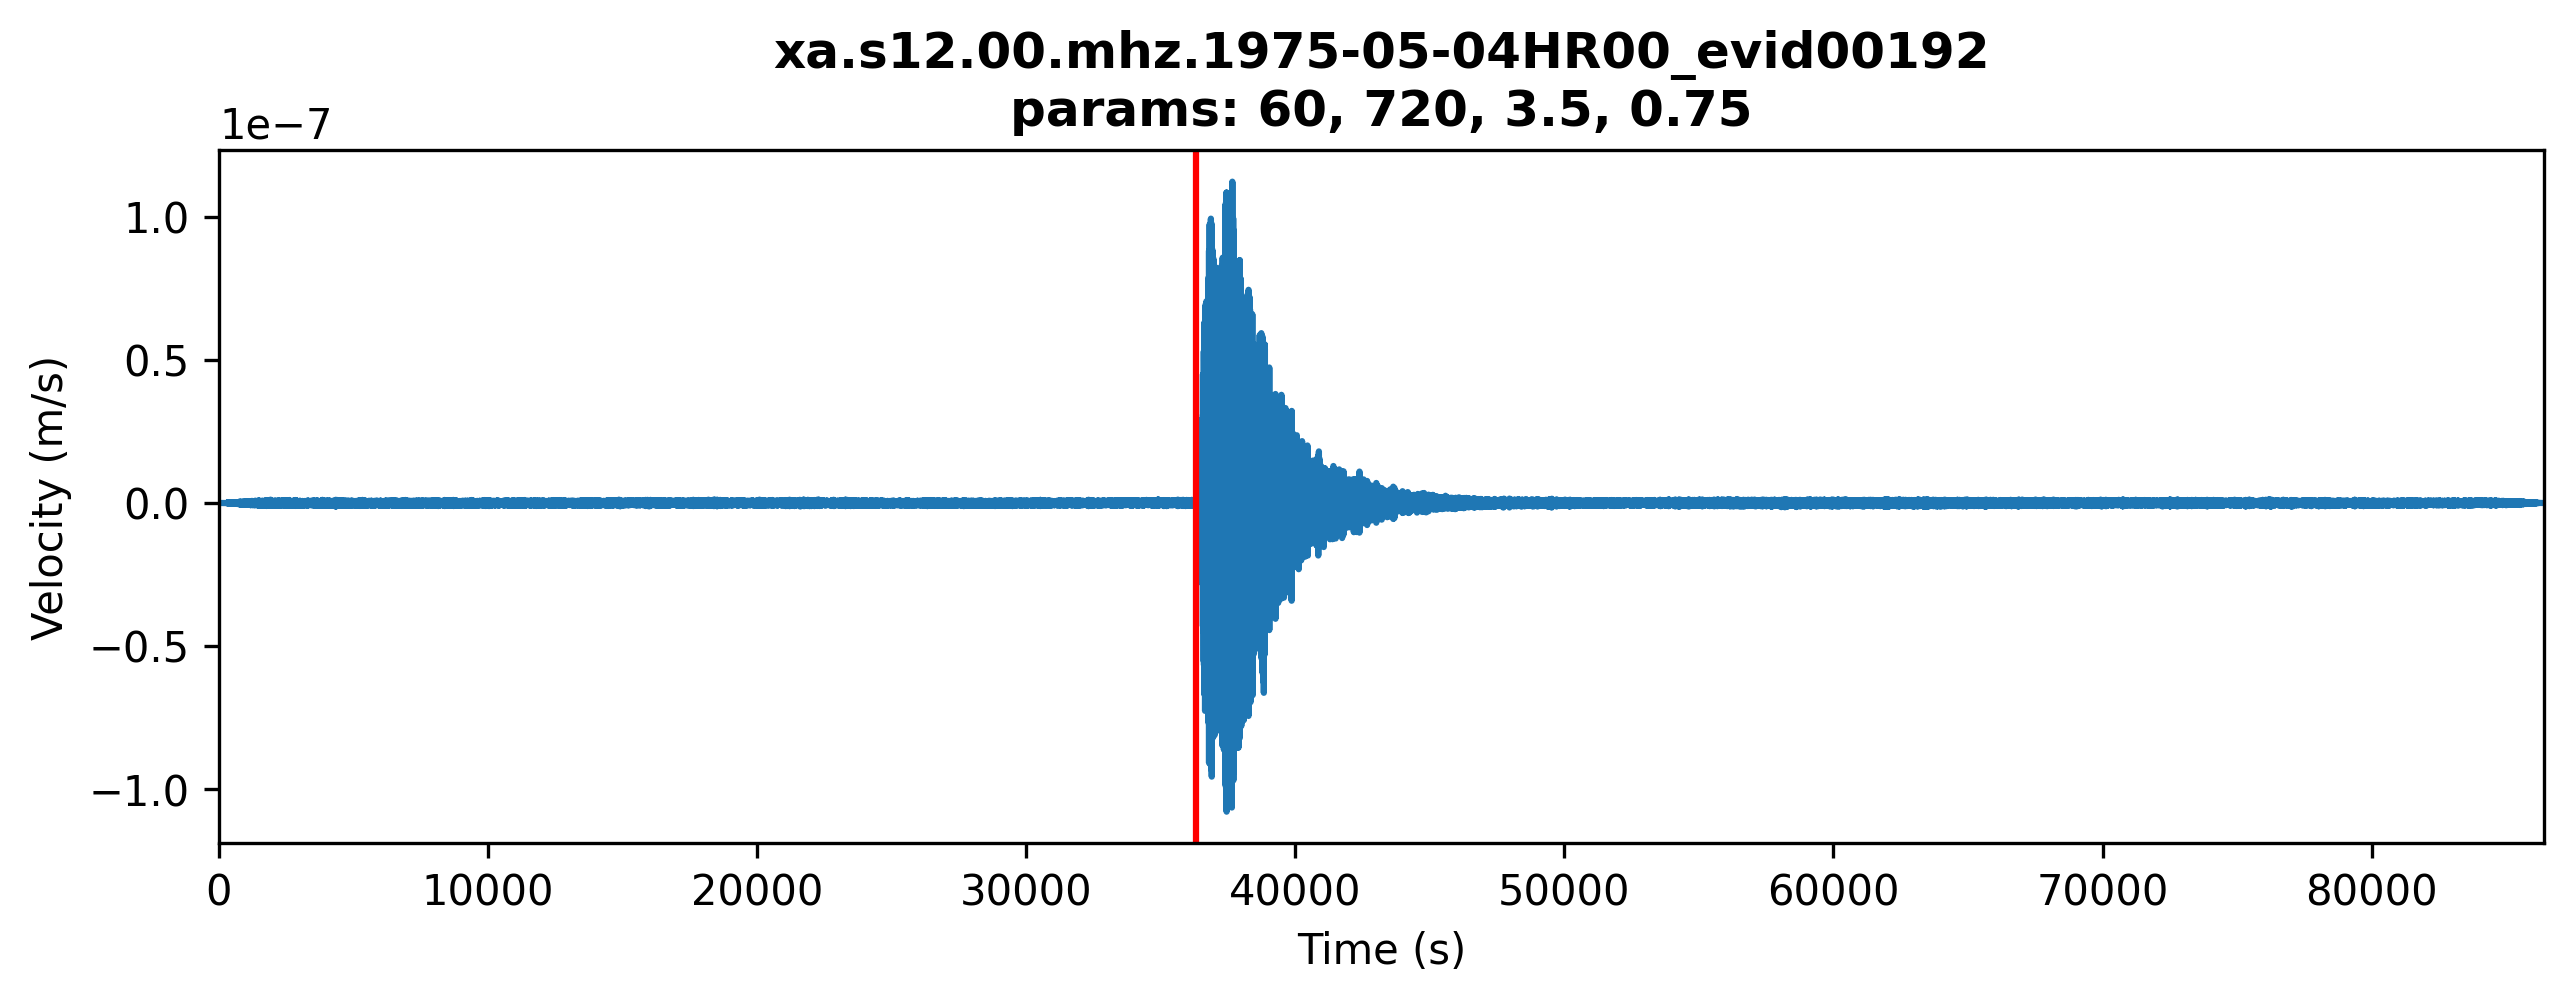 xa.s12.00.mhz.1975-05-04HR00_evid00192
params: 60, 720, 3.5, 0.75
1e−7
1.0
0.5
0.0
−0.5
−1.0
Velocity (m/s)
0 10000 20000 30000 40000 50000 60000 70000 80000
Time (s)